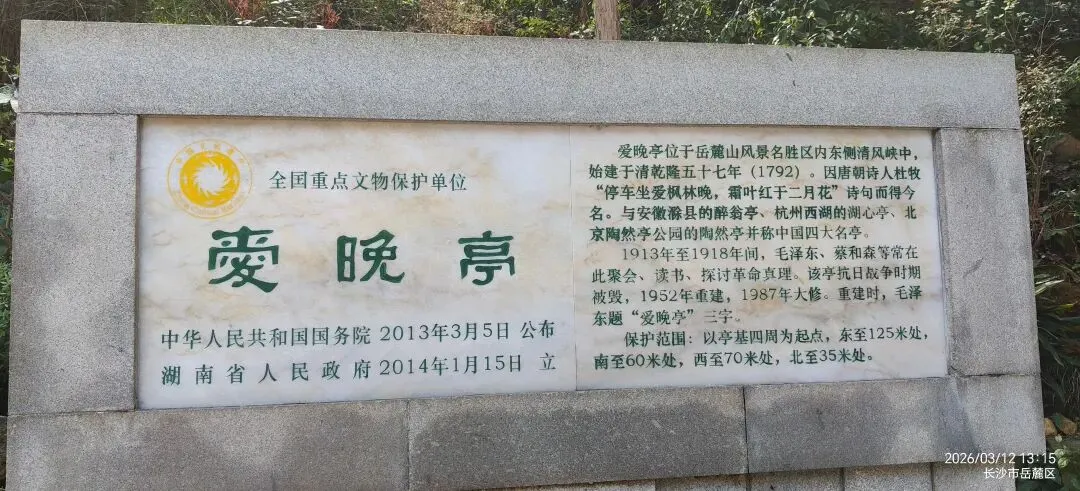 全国重点文物保护单位
愛晚亭
中华人民共和国国务院 2013年3月5日 公布
湖南省人民政府 2014年1月15日 立
爱晚亭位于岳麓山风景名胜区内东侧清风峡中，
始建于清乾隆五十七年（1792）。因唐朝诗人杜牧
“停车坐爱枫林晚，霜叶红于二月花”诗句而得今
名。与安徽滁县的醉翁亭、杭州西湖的湖心亭、北
京陶然亭公园的陶然亭并称中国四大名亭。
1913年至1918年间，毛泽东、蔡和森等常在
此聚会、读书、探讨革命真理。该亭抗日战争时期
被毁，1952年重建，1987年大修。重建时，毛泽
东题“爱晚亭”三字。
保护范围：以亭基四周为起点，东至125米处，
南至60米处，西至70米处，北至35米处。
2026/03/12 13:15
长沙市岳麓区